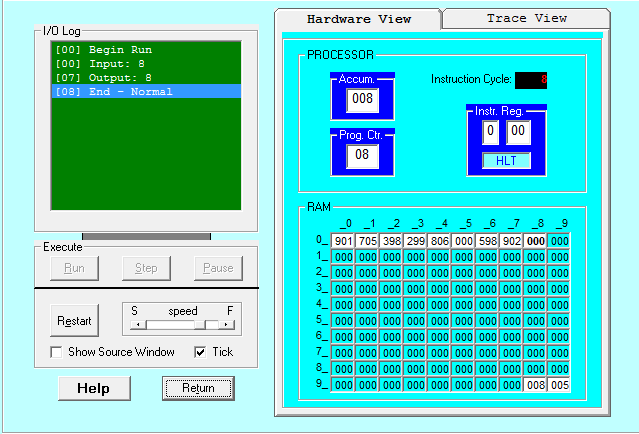 Hardware View
Trace View
I/O Log
[00] Begin Run
[00] Input: 8
[07] Output: 8
[08] End - Normal
PROCESSOR
Accum.
008
Instruction Cycle: 8
Prog. Ctr.
08
Instr. Reg.
0 00
HLT
Execute
Run Step Pause
Restart
S speed F
Show Source Window Tick
Help Return
RAM
_0 _1 _2 _3 _4 _5 _6 _7 _8 _9
0_ 901 705 398 299 806 000 598 902 000 000
1_ 000 000 000 000 000 000 000 000 000 000
2_ 000 000 000 000 000 000 000 000 000 000
3_ 000 000 000 000 000 000 000 000 000 000
4_ 000 000 000 000 000 000 000 000 000 000
5_ 000 000 000 000 000 000 000 000 000 000
6_ 000 000 000 000 000 000 000 000 000 000
7_ 000 000 000 000 000 000 000 000 000 000
8_ 000 000 000 000 000 000 000 000 000 000
9_ 000 000 000 000 000 000 000 000 008 005